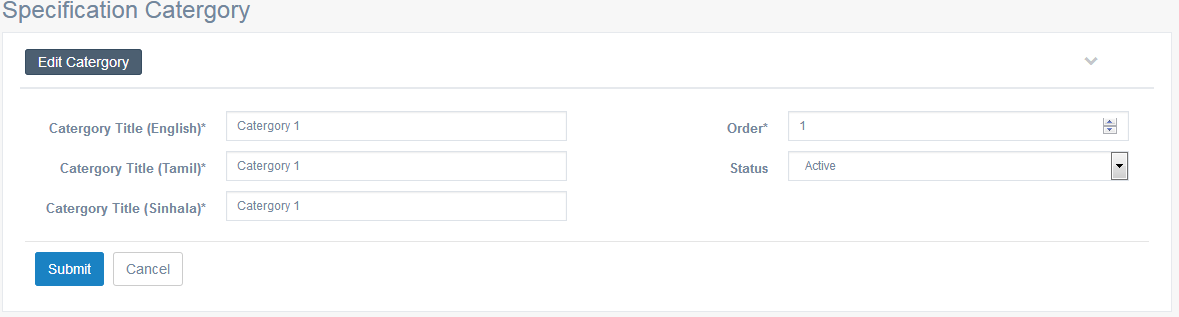 Specification Catergory
Edit Catergory
Catergory Title (English)* Catergory 1
Order* 1
Catergory Title (Tamil)* Catergory 1
Status Active
Catergory Title (Sinhala)* Catergory 1
Submit Cancel